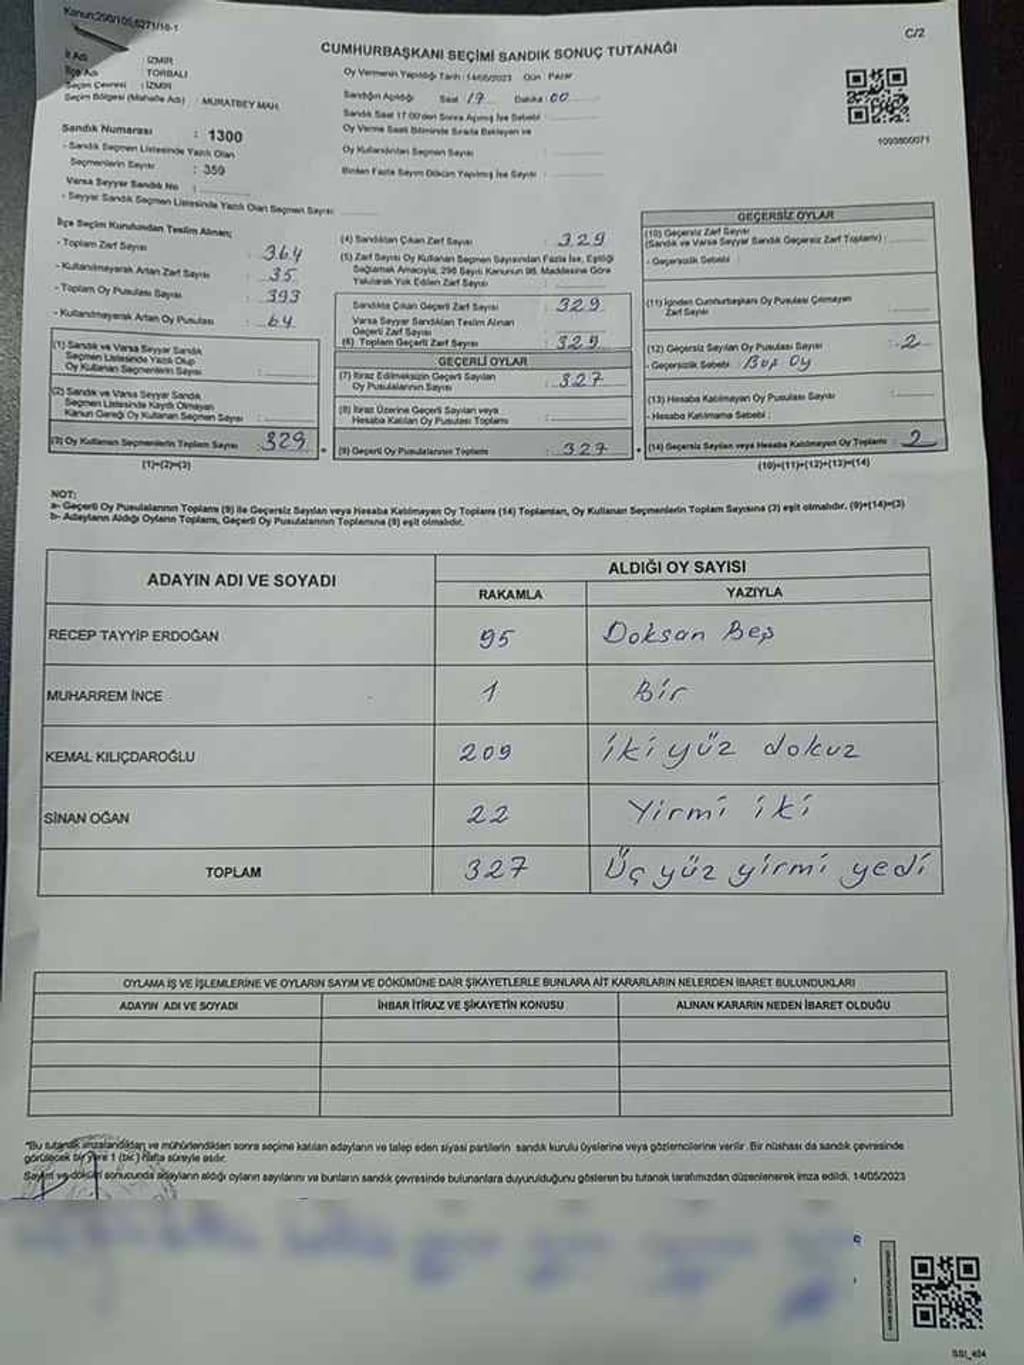 Kanun:298/105,6271/16-1
C/2
CUMHURBAŞKANI SEÇİMİ SANDIK SONUÇ TUTANAĞI
İl Adı : İZMİR
İlçe Adı : TORBALI
Seçim Çevresi : İZMİR
Seçim Bölgesi (Mahalle Adı) : MURATBEY MAH.
Oy Vermenin Yapıldığı Tarih : 14/05/2023 Gün : Pazar
Sandığın Açıldığı Saat : 17 Dakika : 00
Sandık Saat 17:00'den Sonra Açılmış İse Sebebi :
Oy Verme Saati Bitiminde Sırada Bekleyen ve
Oy Kullandırılan Seçmen Sayısı :
Birden Fazla Sayım Döküm Yapılmış İse Sayısı :
1093800071
Sandık Numarası : 1300
- Sandık Seçmen Listesinde Yazılı Olan
Seçmenlerin Sayısı : 359
Varsa Seyyar Sandık No :
- Seyyar Sandık Seçmen Listesinde Yazılı Olan Seçmen Sayısı
İlçe Seçim Kurulundan Teslim Alınan;
- Toplam Zarf Sayısı : 364
- Kullanılmayarak Artan Zarf Sayısı : 35
- Toplam Oy Pusulası Sayısı : 393
- Kullanılmayarak Artan Oy Pusulası : 64
(1) Sandık ve Varsa Seyyar Sandık
Seçmen Listesinde Yazılı Olup
Oy Kullanan Seçmenlerin Sayısı :
(2) Sandık ve Varsa Seyyar Sandık
Seçmen Listesinde Kayıtlı Olmayan
Kanun Gereği Oy Kullanan Seçmen Sayısı :
(3) Oy Kullanan Seçmenlerin Toplam Sayısı 329
(1)+(2)=(3)
(4) Sandıktan Çıkan Zarf Sayısı : 329
(5) Zarf Sayısı Oy Kullanan Seçmen Sayısından Fazla İse, Eşitliği
Sağlamak Amacıyla, 298 Sayılı Kanunun 98. Maddesine Göre
Yakılarak Yok Edilen Zarf Sayısı :
Sandıkta Çıkan Geçerli Zarf Sayısı : 329
Varsa Seyyar Sandıktan Teslim Alınan
Geçerli Zarf Sayısı :
(6) Toplam Geçerli Zarf Sayısı : 329
GEÇERLİ OYLAR
(7) İtiraz Edilmeksizin Geçerli Sayılan
Oy Pusulalarının Sayısı : 327
(8) İtiraz Üzerine Geçerli Sayılan veya
Hesaba Katılan Oy Pusulası Toplamı :
(9) Geçerli Oy Pusulalarının Toplamı : 327
GEÇERSİZ OYLAR
(10) Geçersiz Zarf Sayısı
(Sandık ve Varsa Seyyar Sandık Geçersiz Zarf Toplamı) :
- Geçersizlik Sebebi :
(11) İçinden Cumhurbaşkanı Oy Pusulası Çıkmayan
Zarf Sayısı :
(12) Geçersiz Sayılan Oy Pusulası Sayısı : 2
- Geçersizlik Sebebi : Boş Oy
(13) Hesaba Katılmayan Oy Pusulası Sayısı :
- Hesaba Katılmama Sebebi :
(14) Geçersiz Sayılan veya Hesaba Katılmayan Oy Toplamı : 2
(10)+(11)+(12)+(13)=(14)
NOT:
a- Geçerli Oy Pusulalarının Toplamı (9) ile Geçersiz Sayılan veya Hesaba Katılmayan Oy Toplamı (14) Toplamları, Oy Kullanan Seçmenlerin Toplam Sayısına (3) eşit olmalıdır. (9)+(14)=(3)
b- Adayların Aldığı Oyların Toplamı, Geçerli Oy Pusulalarının Toplamına (9) eşit olmalıdır.
ADAYIN ADI VE SOYADI
ALDIĞI OY SAYISI
RAKAMLA YAZIYLA
RECEP TAYYİP ERDOĞAN 95 Doksan Beş
MUHARREM İNCE 1 Bir
KEMAL KILIÇDAROĞLU 209 iki yüz dokuz
SİNAN OĞAN 22 Yirmi iki
TOPLAM 327 Üç yüz yirmi yedi
OYLAMA İŞ VE İŞLEMLERİNE VE OYLARIN SAYIM VE DÖKÜMÜNE DAİR ŞİKAYETLERLE BUNLARA AİT KARARLARIN NELERDEN İBARET BULUNDUKLARI
ADAYIN ADI VE SOYADI İHBAR İTİRAZ VE ŞİKAYETİN KONUSU ALINAN KARARIN NEDEN İBARET OLDUĞU
*Bu tutanak imzalandıktan ve mühürlendikten sonra seçime katılan adayların ve talep eden siyasi partilerin sandık kurulu üyelerine veya gözlemcilerine verilir. Bir nüshası da sandık çevresinde
görülecek bir yere 1 (bir) hafta süreyle asılır.
Sayım ve döküm sonucunda adayların aldığı oyların sayılarını ve bunların sandık çevresinde bulunanlara duyurulduğunu gösteren bu tutanak tarafımızdan düzenlenerek imza edildi. 14/05/2023
SSI_404